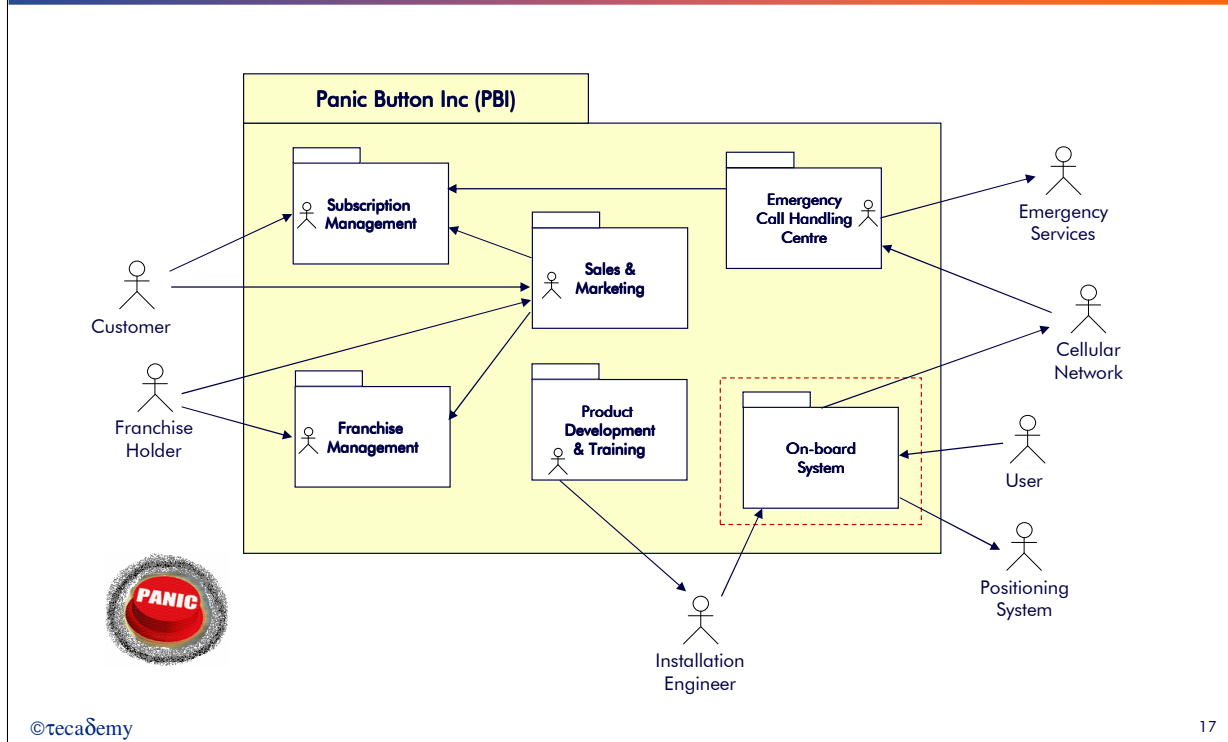 Panic Button Inc (PBI)
Subscription
Management
Emergency
Call Handling
Centre
Emergency
Services
Sales &
Marketing
Customer
Cellular
Network
Franchise
Holder
Franchise
Management
Product
Development
& Training
On-board
System
User
Positioning
System
PANIC
Installation
Engineer
©τecaδemy
17